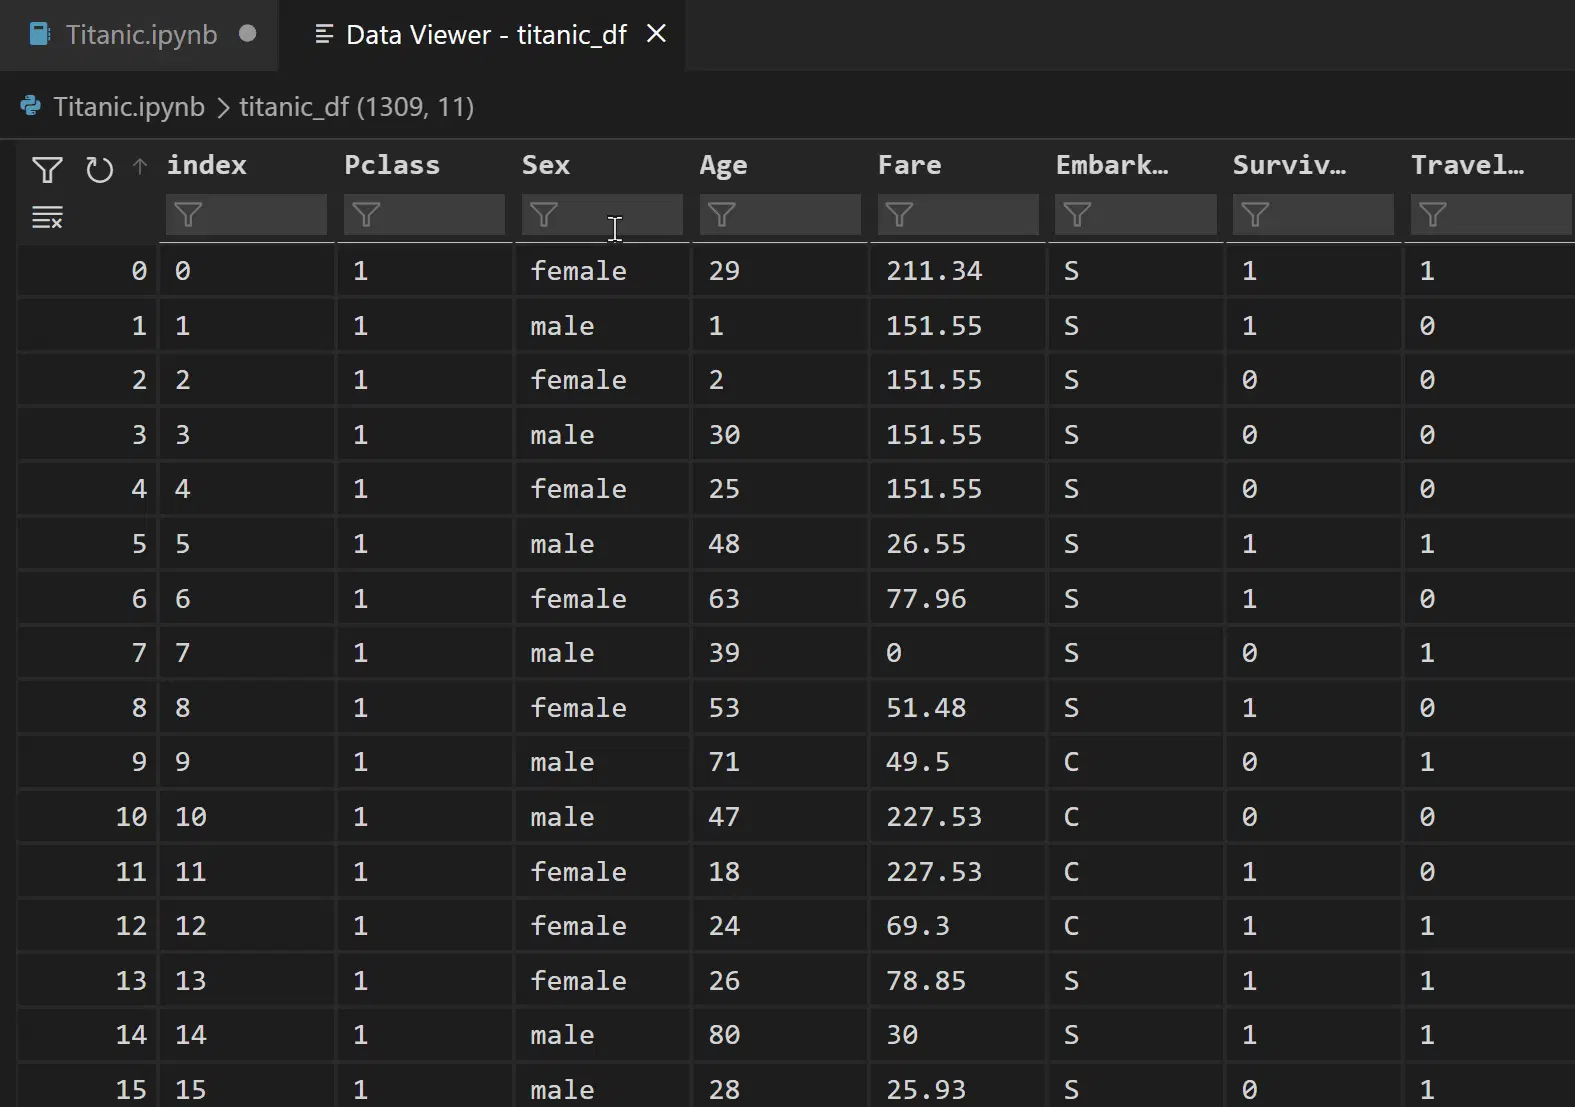 Titanic.ipynb Data Viewer - titanic_df
Titanic.ipynb > titanic_df (1309, 11)
index Pclass Sex Age Fare Embark… Surviv… Travel…
0 0 1 female 29 211.34 S 1 1
1 1 1 male 1 151.55 S 1 0
2 2 1 female 2 151.55 S 0 0
3 3 1 male 30 151.55 S 0 0
4 4 1 female 25 151.55 S 0 0
5 5 1 male 48 26.55 S 1 1
6 6 1 female 63 77.96 S 1 0
7 7 1 male 39 0 S 0 1
8 8 1 female 53 51.48 S 1 0
9 9 1 male 71 49.5 C 0 1
10 10 1 male 47 227.53 C 0 0
11 11 1 female 18 227.53 C 1 0
12 12 1 female 24 69.3 C 1 1
13 13 1 female 26 78.85 S 1 1
14 14 1 male 80 30 S 1 1
15 15 1 male 28 25.93 S 0 1